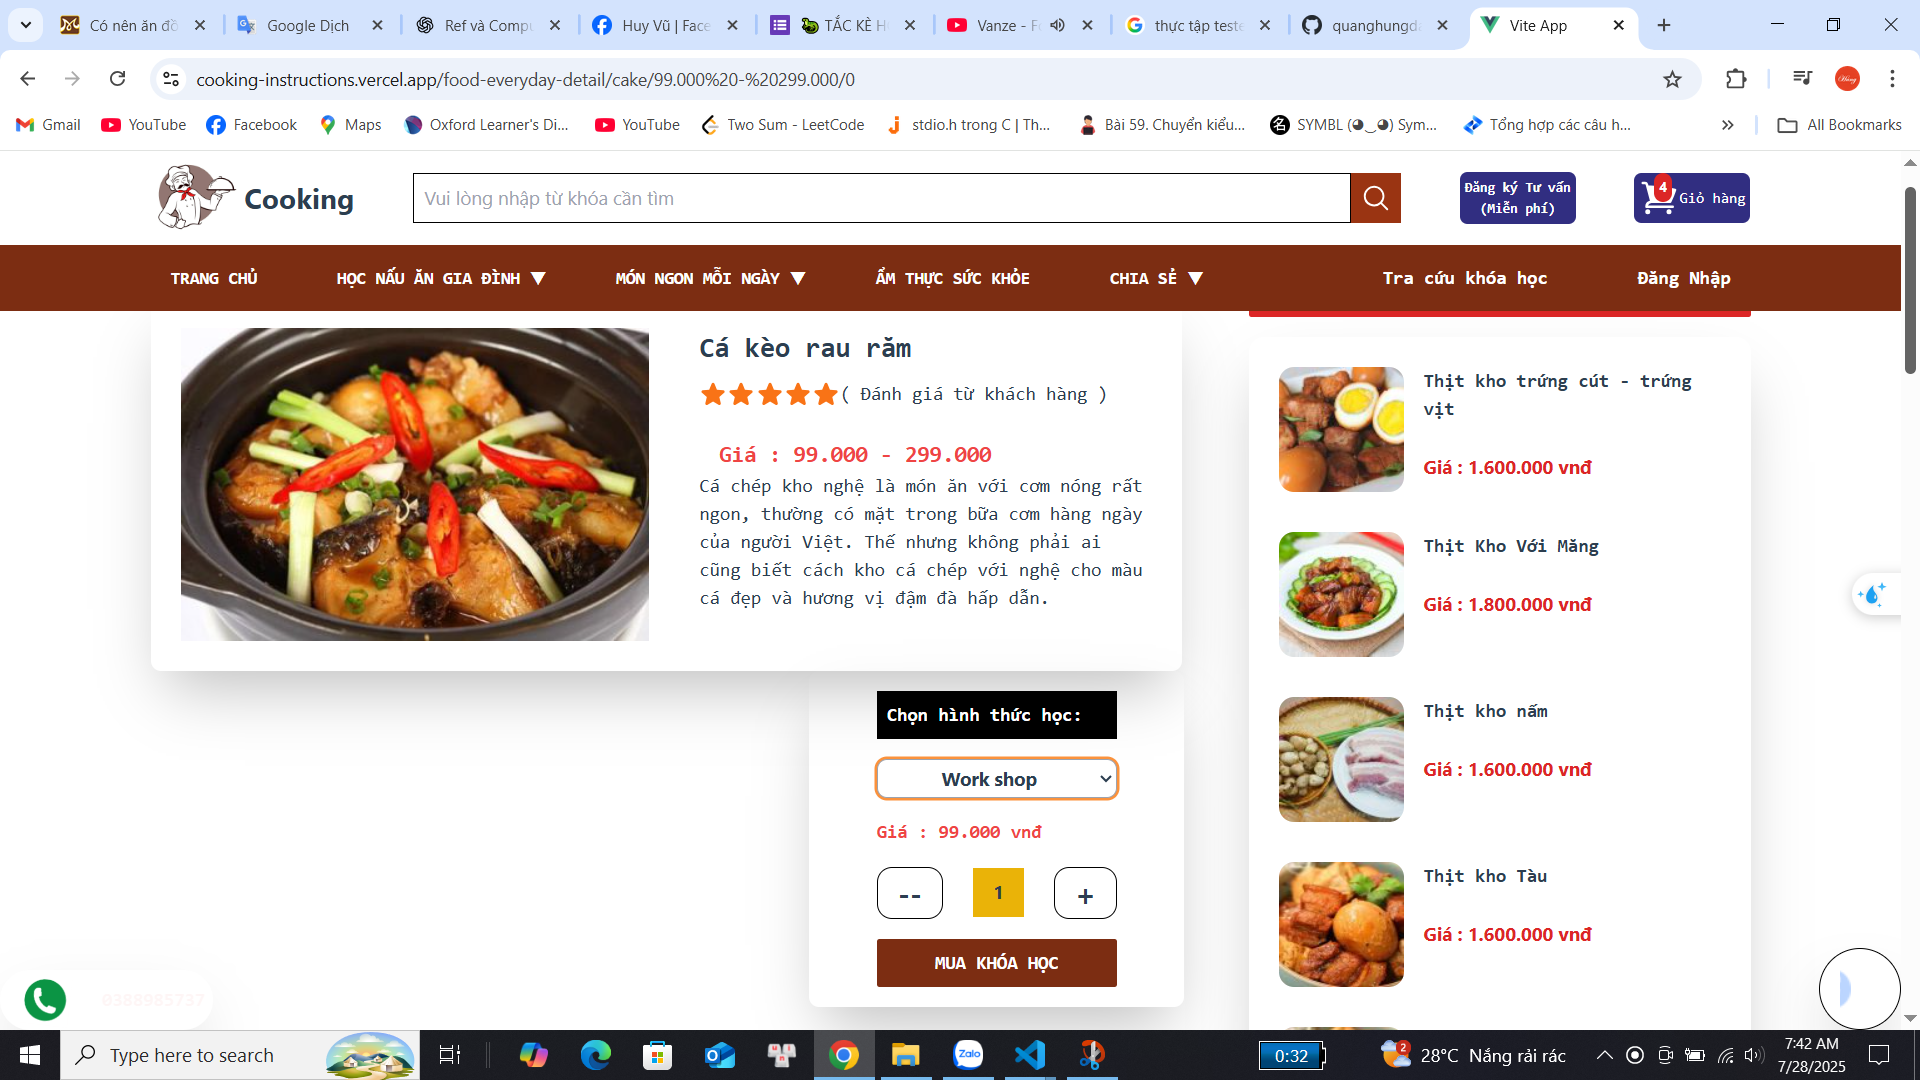 Có nên ăn đồ
Google Dịch
Ref và Compu
Huy Vũ | Face
TẮC KÈ H
Vanze - F
thực tập teste
quanghungda
Vite App
cooking-instructions.vercel.app/food-everyday-detail/cake/99.000%20-%20299.000/0
Gmail
YouTube
Facebook
Maps
Oxford Learner's Di...
YouTube
Two Sum - LeetCode
stdio.h trong C | Th...
Bài 59. Chuyển kiểu...
SYMBL (◕‿◕) Sym...
Tổng hợp các câu h...
»
All Bookmarks
Cooking
Vui lòng nhập từ khóa cần tìm
Đăng ký Tư vấn
(Miễn phí)
4
Giỏ hàng
TRANG CHỦ
HỌC NẤU ĂN GIA ĐÌNH ▼
MÓN NGON MỖI NGÀY ▼
ẨM THỰC SỨC KHỎE
CHIA SẺ ▼
Tra cứu khóa học
Đăng Nhập
Cá kèo rau răm
( Đánh giá từ khách hàng )
Giá : 99.000 - 299.000
Cá chép kho nghệ là món ăn với cơm nóng rất
ngon, thường có mặt trong bữa cơm hàng ngày
của người Việt. Thế nhưng không phải ai
cũng biết cách kho cá chép với nghệ cho màu
cá đẹp và hương vị đậm đà hấp dẫn.
Chọn hình thức học:
Work shop
Giá : 99.000 vnđ
--
1
+
MUA KHÓA HỌC
Thịt kho trứng cút - trứng
vịt
Giá : 1.600.000 vnđ
Thịt Kho Với Măng
Giá : 1.800.000 vnđ
Thịt kho nấm
Giá : 1.600.000 vnđ
Thịt kho Tàu
Giá : 1.600.000 vnđ
0388985737
Type here to search
Zalo
0:32
2
28°C Nắng rải rác
7:42 AM
7/28/2025